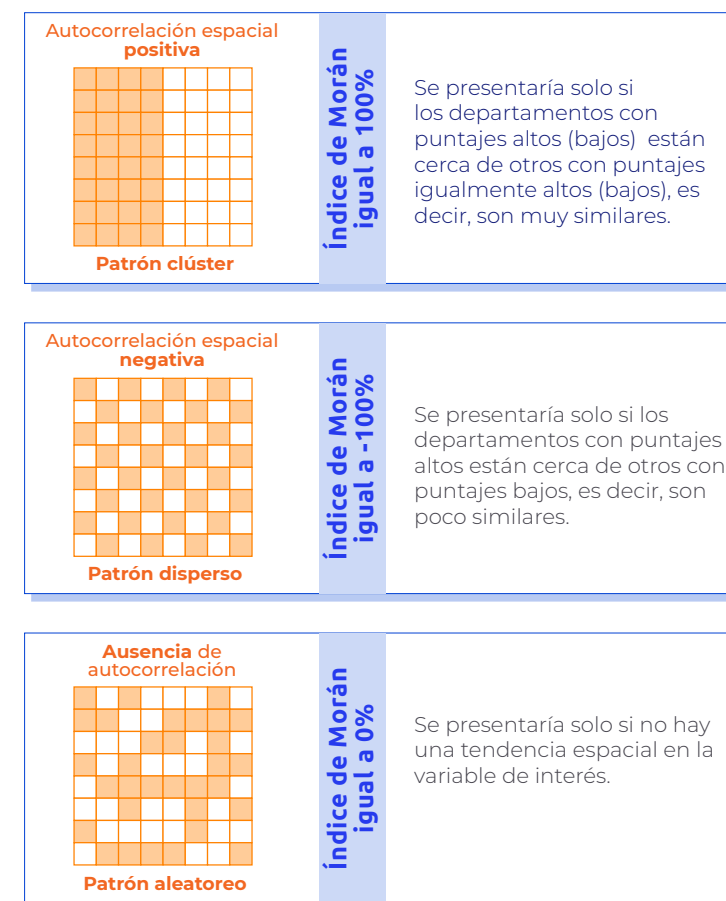 Autocorrelación espacial
positiva
Patrón clúster
Índice de Morán
igual a 100%
Se presentaría solo si
los departamentos con
puntajes altos (bajos) están
cerca de otros con puntajes
igualmente altos (bajos), es
decir, son muy similares.
Autocorrelación espacial
negativa
Patrón disperso
Índice de Morán
igual a -100%
Se presentaría solo si los
departamentos con puntajes
altos están cerca de otros con
puntajes bajos, es decir, son
poco similares.
Ausencia de
autocorrelación
Patrón aleatoreo
Índice de Morán
igual a 0%
Se presentaría solo si no hay
una tendencia espacial en la
variable de interés.